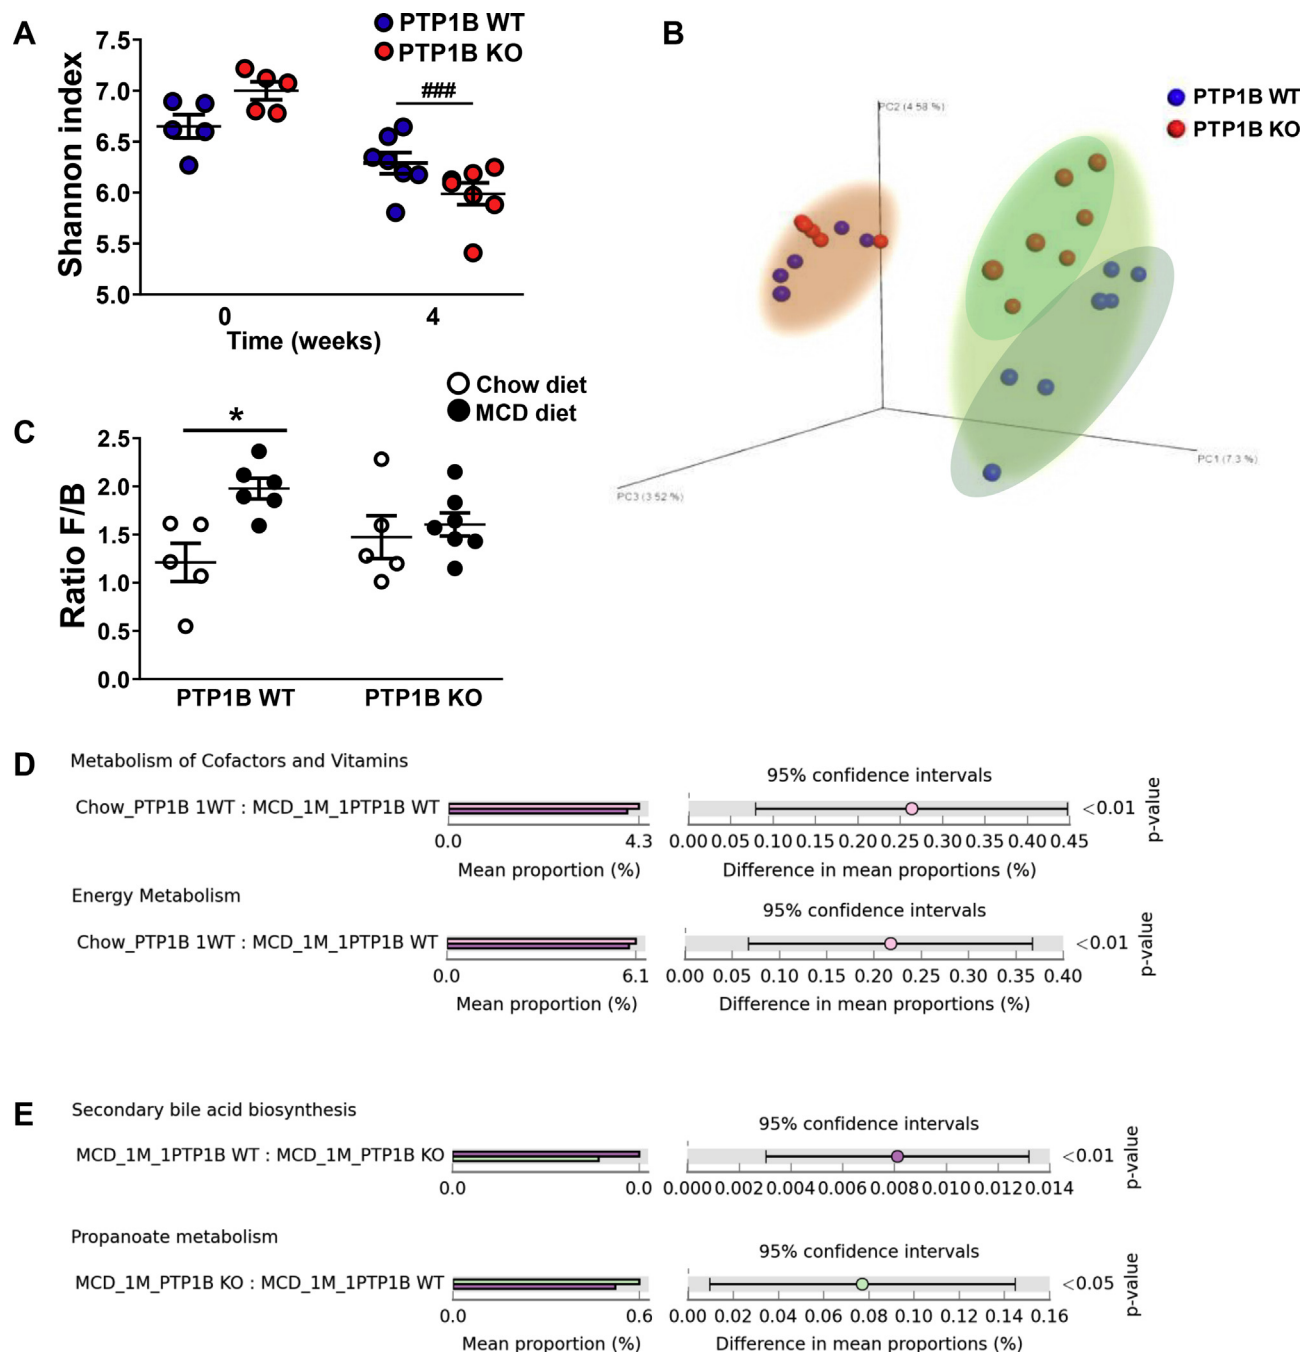 A
PTP1B WT
PTP1B KO
###
Shannon index
7.5
7.0
6.5
6.0
5.5
5.0
0
4
Time (weeks)
B
PTP1B WT
PTP1B KO
PC2 (4.58 %)
PC1 (7.3 %)
PC3 (3.52 %)
C
Chow diet
MCD diet
*
Ratio F/B
2.5
2.0
1.5
1.0
0.5
0.0
PTP1B WT
PTP1B KO
D
Metabolism of Cofactors and Vitamins
95% confidence intervals
Chow_PTP1B 1WT : MCD_1M_1PTP1B WT
<0.01
p-value
0.0 4.3
0.00 0.05 0.10 0.15 0.20 0.25 0.30 0.35 0.40 0.45
Mean proportion (%)
Difference in mean proportions (%)
Energy Metabolism
95% confidence intervals
Chow_PTP1B 1WT : MCD_1M_1PTP1B WT
<0.01
p-value
0.0 6.1
0.00 0.05 0.10 0.15 0.20 0.25 0.30 0.35 0.40
Mean proportion (%)
Difference in mean proportions (%)
E
Secondary bile acid biosynthesis
95% confidence intervals
MCD_1M_1PTP1B WT : MCD_1M_PTP1B KO
<0.01
p-value
0.0 0.0
0.000 0.002 0.004 0.006 0.008 0.010 0.012 0.014
Propanoate metabolism
95% confidence intervals
MCD_1M_PTP1B KO : MCD_1M_1PTP1B WT
<0.05
p-value
0.0 0.6
0.00 0.02 0.04 0.06 0.08 0.10 0.12 0.14 0.16
Mean proportion (%)
Difference in mean proportions (%)